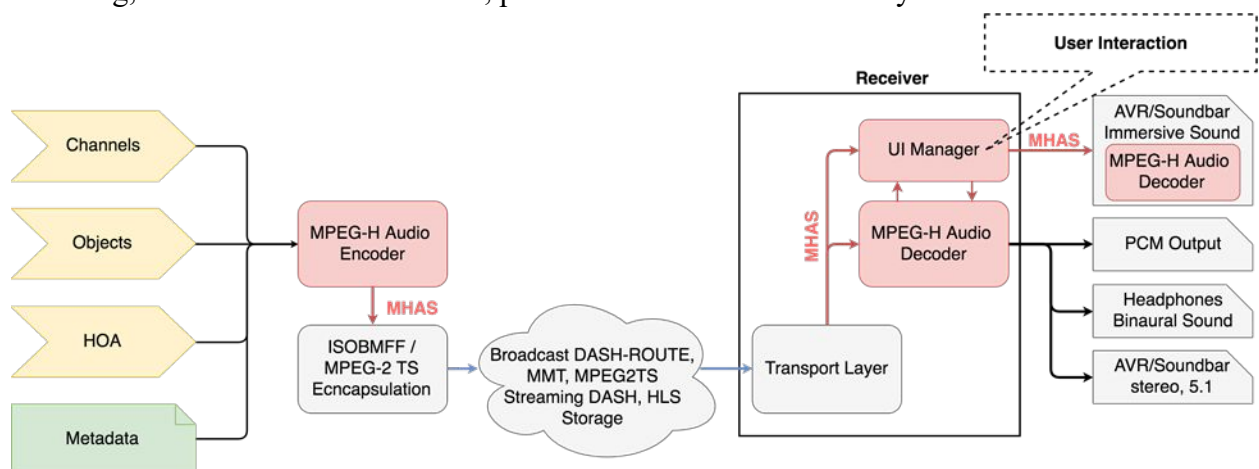 User Interaction
Receiver
Channels
Objects
HOA
Metadata
MPEG-H Audio
Encoder
MHAS
ISOBMFF /
MPEG-2 TS
Ecncapsulation
Broadcast DASH-ROUTE,
MMT, MPEG2TS
Streaming DASH, HLS
Storage
Transport Layer
MHAS
UI Manager
MPEG-H Audio
Decoder
MHAS
AVR/Soundbar
Immersive Sound
MPEG-H Audio
Decoder
PCM Output
Headphones
Binaural Sound
AVR/Soundbar
stereo, 5.1